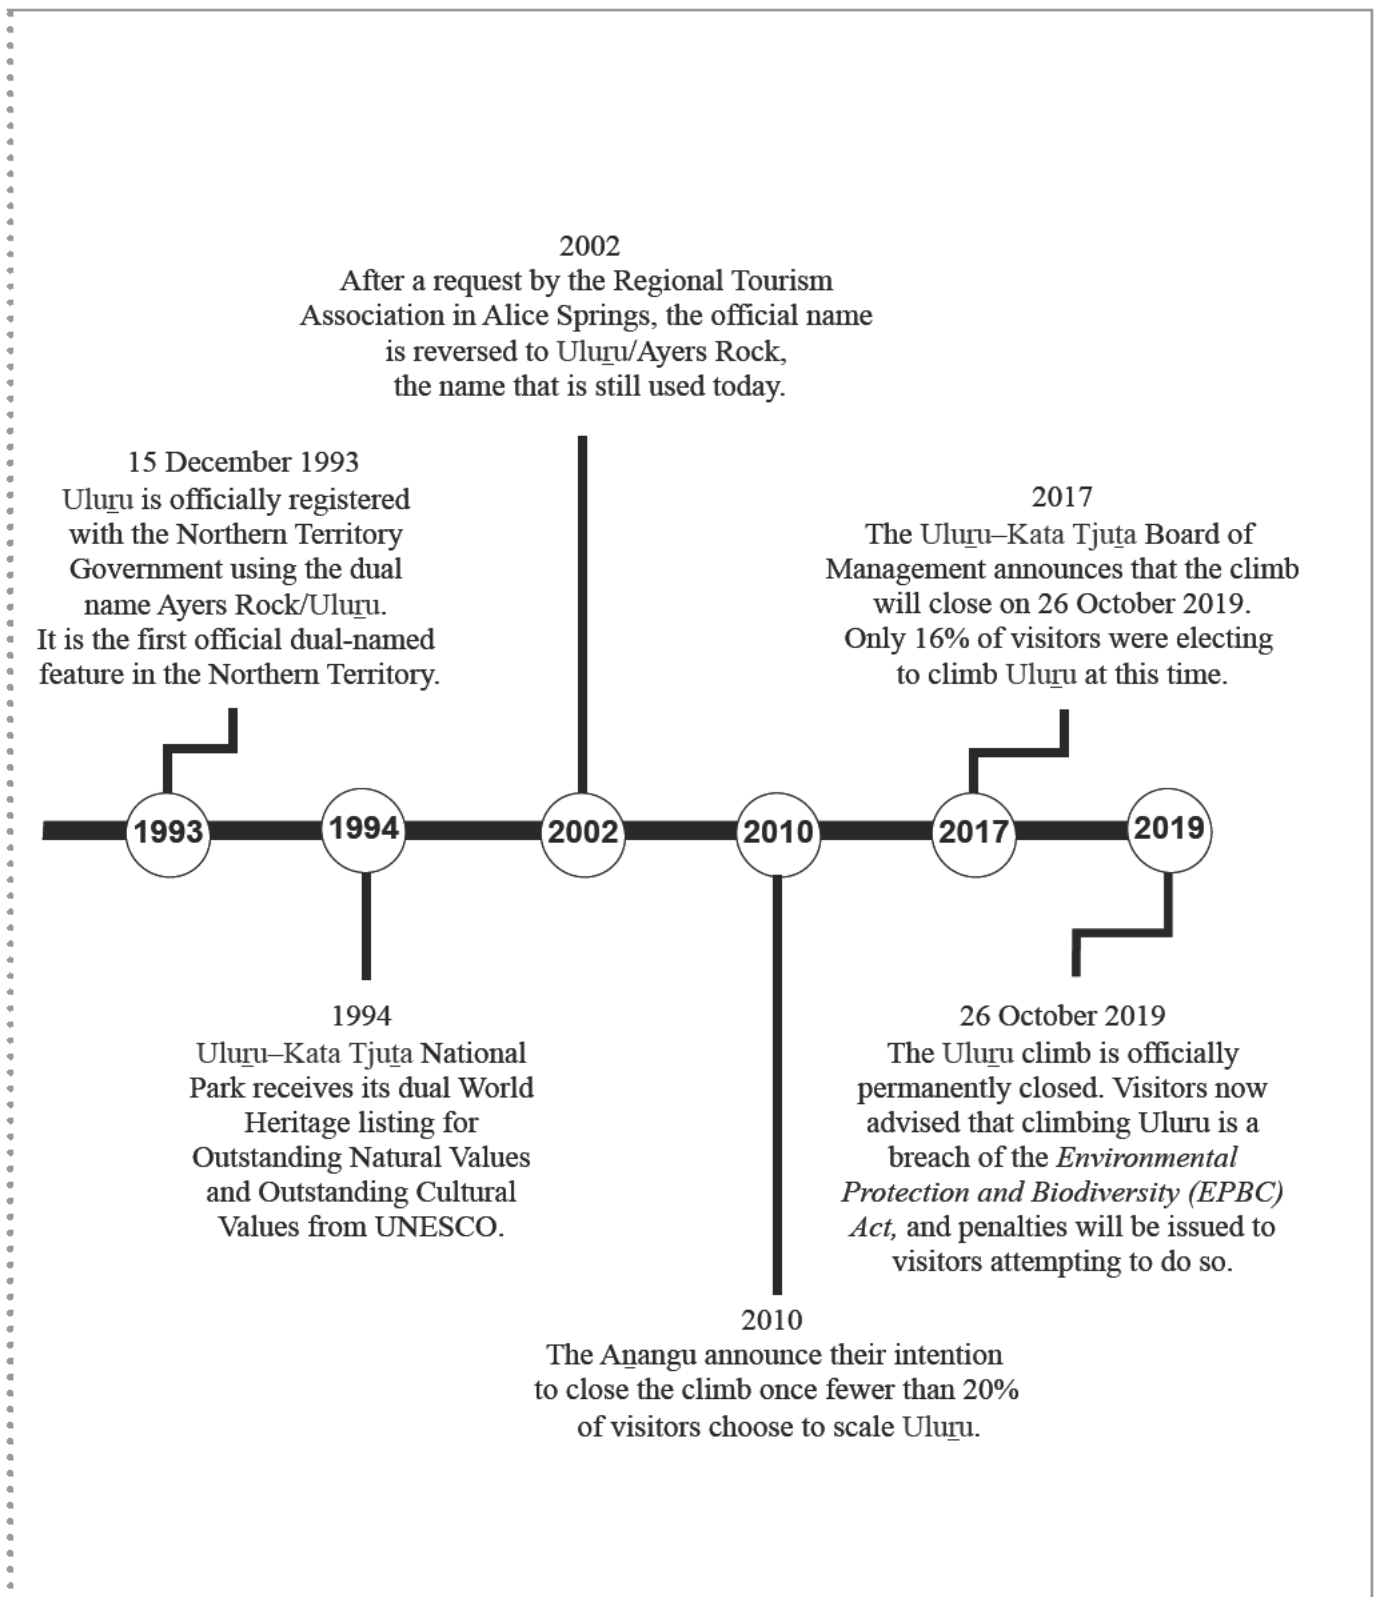 2002
After a request by the Regional Tourism
Association in Alice Springs, the official name
is reversed to Uluṟu/Ayers Rock,
the name that is still used today.
15 December 1993
Uluṟu is officially registered
with the Northern Territory
Government using the dual
name Ayers Rock/Uluṟu.
It is the first official dual-named
feature in the Northern Territory.
2017
The Uluṟu–Kata Tjuṯa Board of
Management announces that the climb
will close on 26 October 2019.
Only 16% of visitors were electing
to climb Uluṟu at this time.
1993
1994
2002
2010
2017
2019
1994
Uluṟu–Kata Tjuṯa National
Park receives its dual World
Heritage listing for
Outstanding Natural Values
and Outstanding Cultural
Values from UNESCO.
26 October 2019
The Uluṟu climb is officially
permanently closed. Visitors now
advised that climbing Uluru is a
breach of the Environmental
Protection and Biodiversity (EPBC)
Act, and penalties will be issued to
visitors attempting to do so.
2010
The Aṉangu announce their intention
to close the climb once fewer than 20%
of visitors choose to scale Uluṟu.